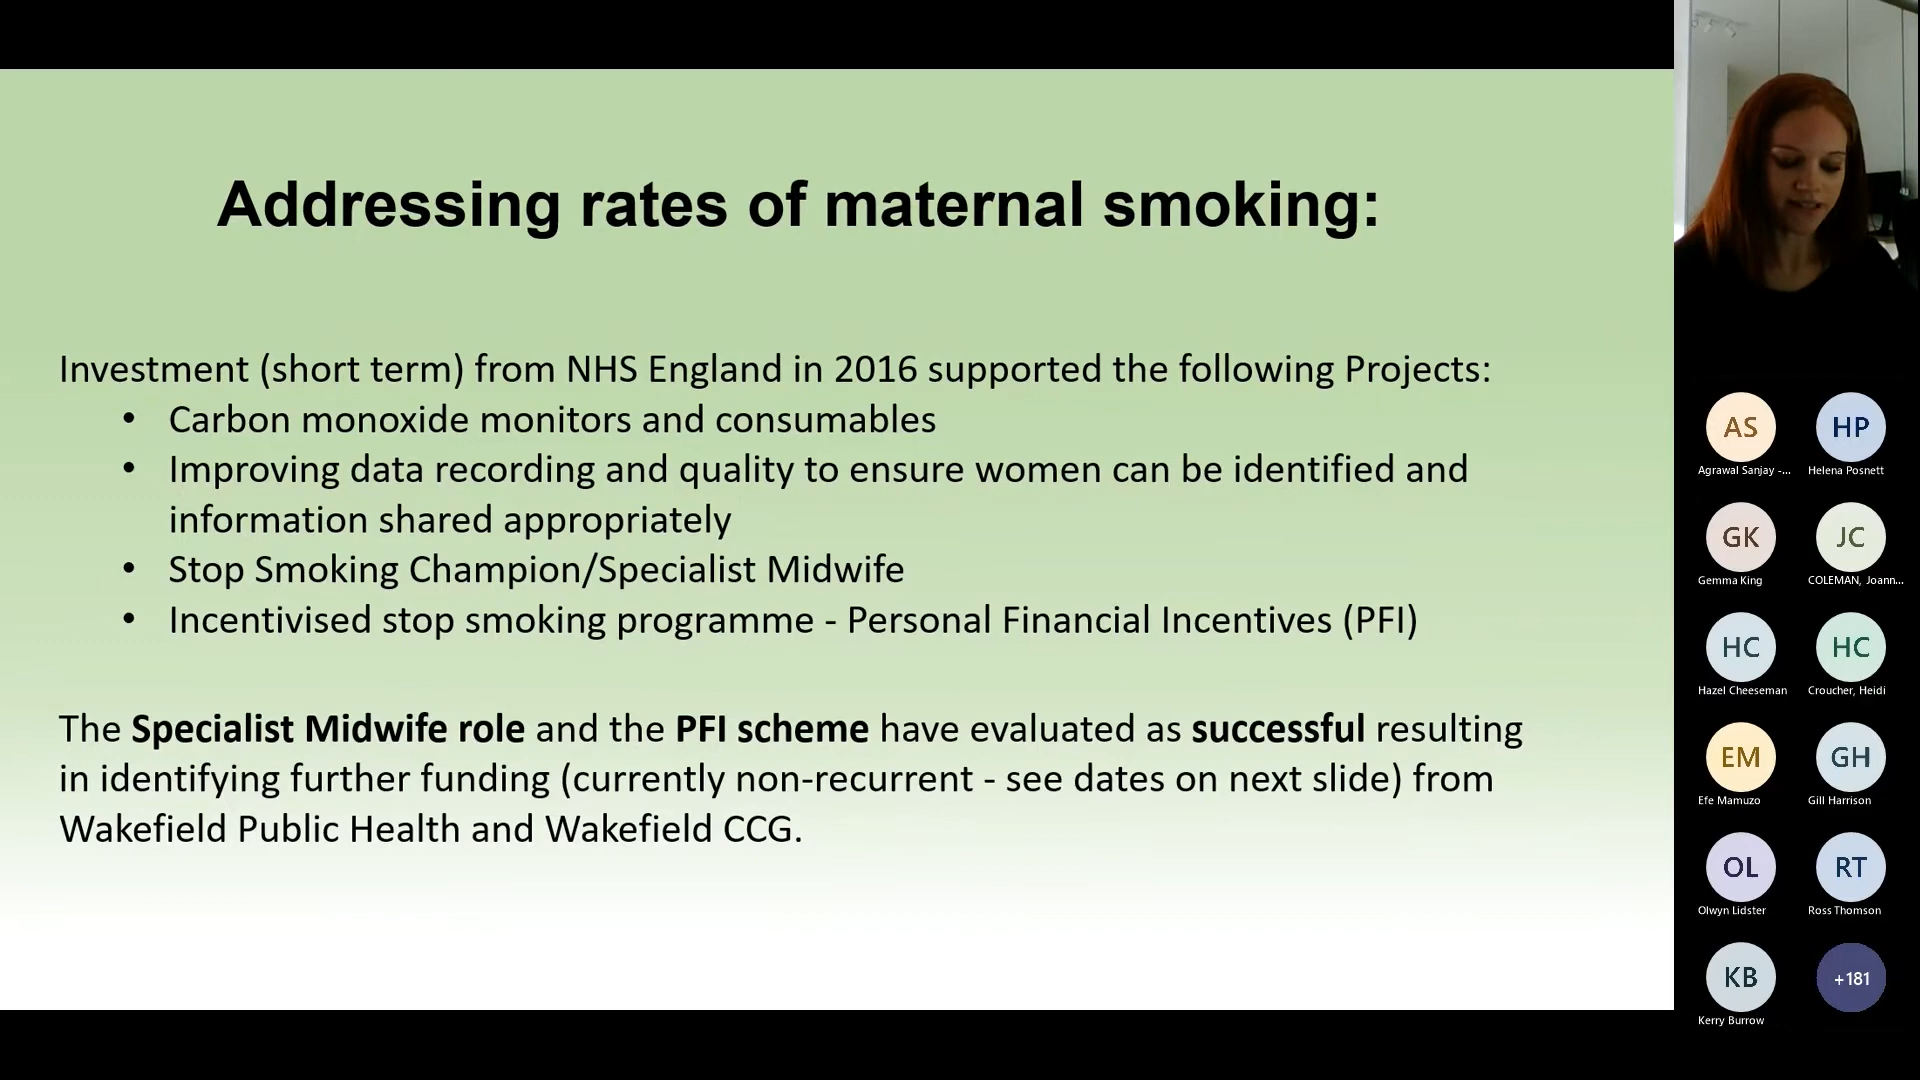 Addressing rates of maternal smoking:
Investment (short term) from NHS England in 2016 supported the following Projects:
• Carbon monoxide monitors and consumables
• Improving data recording and quality to ensure women can be identified and
information shared appropriately
• Stop Smoking Champion/Specialist Midwife
• Incentivised stop smoking programme - Personal Financial Incentives (PFI)
The Specialist Midwife role and the PFI scheme have evaluated as successful resulting
in identifying further funding (currently non-recurrent - see dates on next slide) from
Wakefield Public Health and Wakefield CCG.
AS HP
Agrawal Sanjay -... Helena Posnett
GK JC
Gemma King COLEMAN, Joann...
HC HC
Hazel Cheeseman Croucher, Heidi
EM GH
Efe Mamuzo Gill Harrison
OL RT
Olwyn Lidster Ross Thomson
KB +181
Kerry Burrow